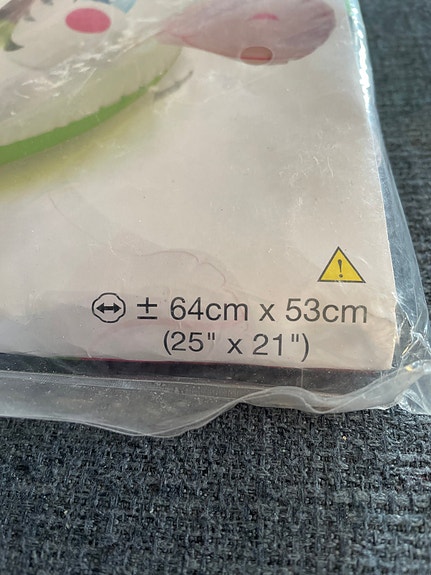 ± 64cm x 53cm
(25" x 21")